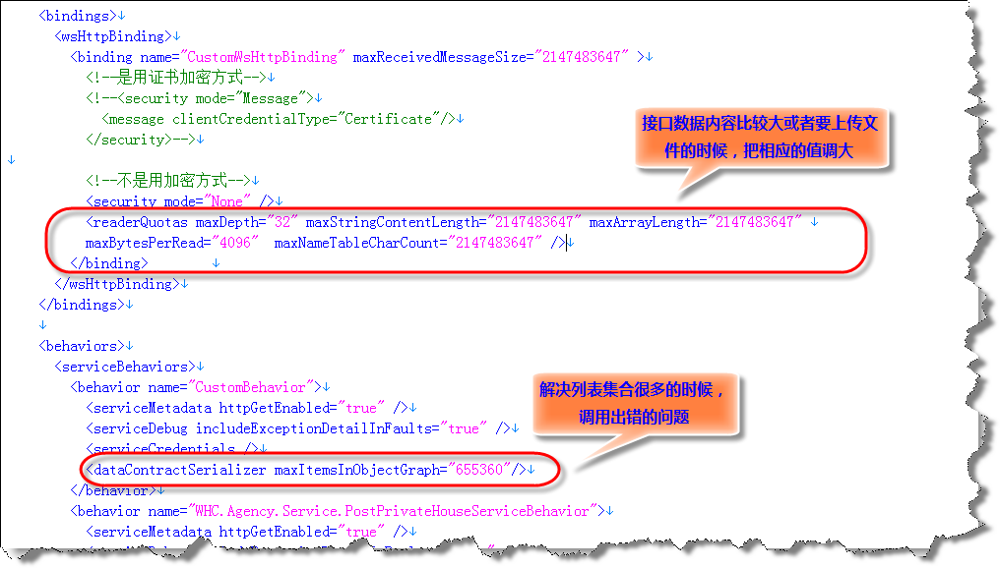 <bindings>↓
<wsHttpBinding>↓
<binding name="CustomWsHttpBinding" maxReceivedMessageSize="2147483647" >↓
<!--是用证书加密方式-->↓
<!--<security mode="Message">↓
<message clientCredentialType="Certificate"/>↓
</security>-->↓
接口数据内容比较大或者要上传文
件的时候，把相应的值调大
↓
<!--不是用加密方式-->↓
<security mode="None" />↓
<readerQuotas maxDepth="32" maxStringContentLength="2147483647" maxArrayLength="2147483647" ↓
maxBytesPerRead="4096" maxNameTableCharCount="2147483647" />↓
</binding> ↓
</wsHttpBinding>↓
</bindings>↓
↓
<behaviors>↓
<serviceBehaviors>↓
<behavior name="CustomBehavior">↓
<serviceMetadata httpGetEnabled="true" />↓
<serviceDebug includeExceptionDetailInFaults="true" />↓
<serviceCredentials />↓
解决列表集合很多的时候，
调用出错的问题
<dataContractSerializer maxItemsInObjectGraph="655360"/>↓
</behavior>↓
<behavior name="WHC.Agency.Service.PostPrivateHouseServiceBehavior">↓
<serviceMetadata httpGetEnabled="true" />↓